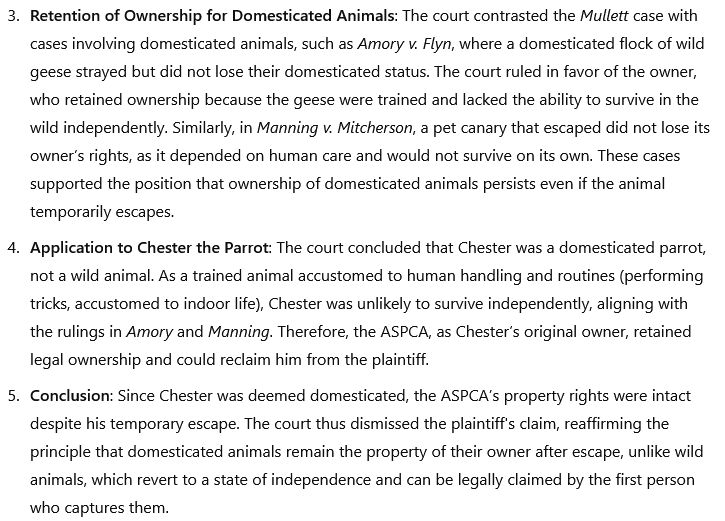 3. Retention of Ownership for Domesticated Animals: The court contrasted the Mullett case with
cases involving domesticated animals, such as Amory v. Flyn, where a domesticated flock of wild
geese strayed but did not lose their domesticated status. The court ruled in favor of the owner,
who retained ownership because the geese were trained and lacked the ability to survive in the
wild independently. Similarly, in Manning v. Mitcherson, a pet canary that escaped did not lose its
owner's rights, as it depended on human care and would not survive on its own. These cases
supported the position that ownership of domesticated animals persists even if the animal
temporarily escapes.
4. Application to Chester the Parrot: The court concluded that Chester was a domesticated parrot,
not a wild animal. As a trained animal accustomed to human handling and routines (performing
tricks, accustomed to indoor life), Chester was unlikely to survive independently, aligning with
the rulings in Amory and Manning. Therefore, the ASPCA, as Chester's original owner, retained
legal ownership and could reclaim him from the plaintiff.
5. Conclusion: Since Chester was deemed domesticated, the ASPCA's property rights were intact
despite his temporary escape. The court thus dismissed the plaintiff's claim, reaffirming the
principle that domesticated animals remain the property of their owner after escape, unlike wild
animals, which revert to a state of independence and can be legally claimed by the first person
who captures them.